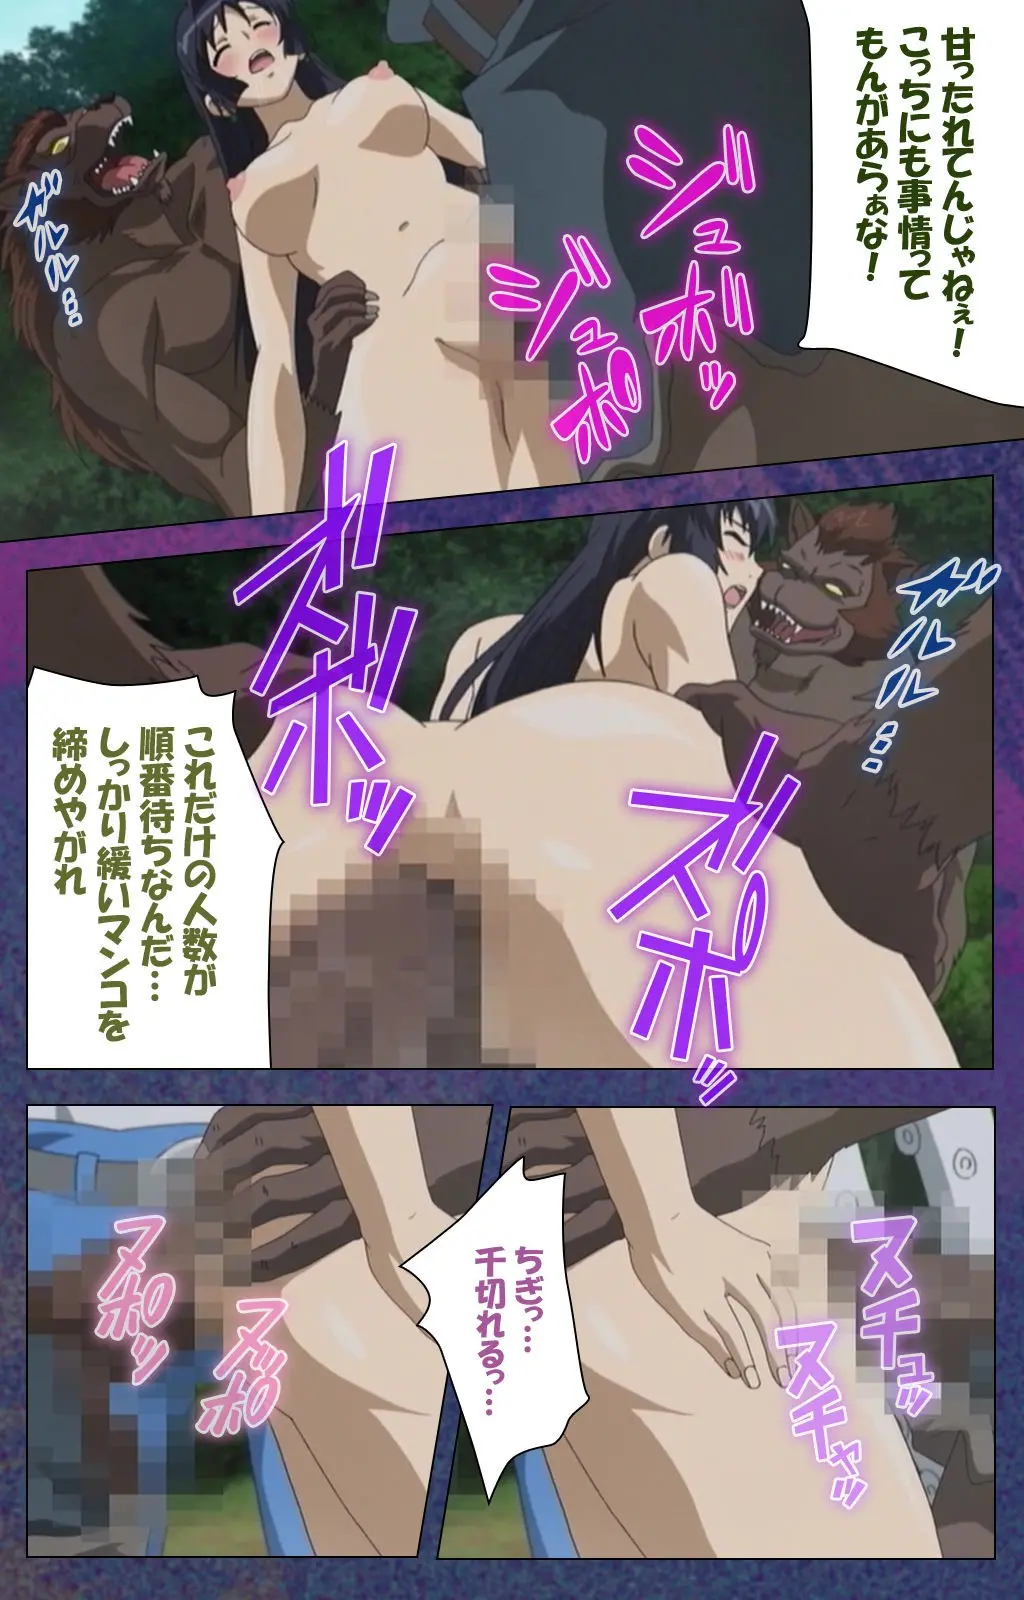 甘ったれてんじゃねぇ！
こっちにも事情って
もんがあらぁな！
ジュボッ
ジュポッ
ガルルル…
ズボッ
ガルルル…
ズポッ
これだけの人数が
順番待ちなんだ…
しっかり緩いマンコを
締めやがれ
ちぎっ…
千切れるっ…
ヌチュッ
ヌチャッ
ヌポッ
ヌッポ